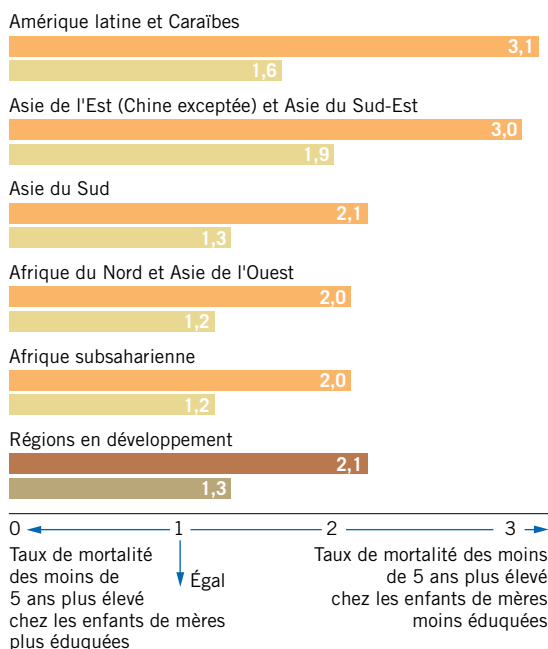 Amérique latine et Caraïbes
3,1
1,6
Asie de l'Est (Chine exceptée) et Asie du Sud-Est
3,0
1,9
Asie du Sud
2,1
1,3
Afrique du Nord et Asie de l'Ouest
2,0
1,2
Afrique subsaharienne
2,0
1,2
Régions en développement
2,1
1,3
0 1 2 3
Taux de mortalité
des moins de
5 ans plus élevé
chez les enfants de mères
plus éduquées
Égal
Taux de mortalité des moins
de 5 ans plus élevé
chez les enfants de mères
moins éduquées